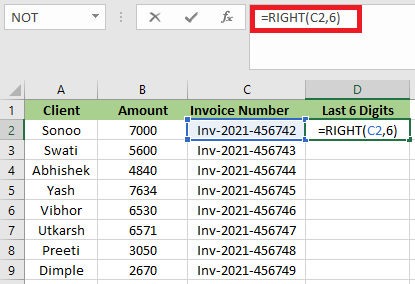 NOT =RIGHT(C2,6)
A B C D
1 Client Amount Invoice Number Last 6 Digits
2 Sonoo 7000 Inv-2021-456742 =RIGHT(C2,6)
3 Swati 5600 Inv-2021-456743
4 Abhishek 4840 Inv-2021-456744
5 Yash 7634 Inv-2021-456745
6 Vibhor 6530 Inv-2021-456746
7 Utkarsh 6571 Inv-2021-456747
8 Preeti 3050 Inv-2021-456748
9 Dimple 2670 Inv-2021-456749